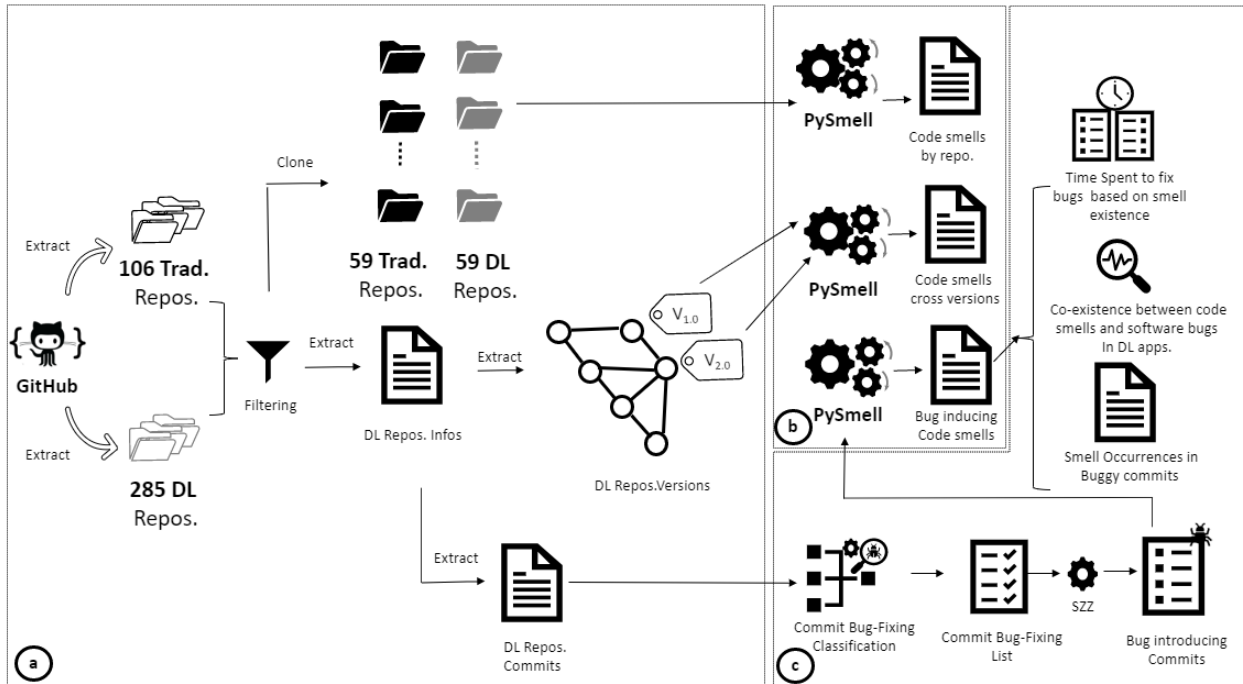 Extract
106 Trad.
Repos.
{GitHub}
GitHub
Extract
285 DL
Repos.
Filtering
Clone
59 Trad.
Repos.
59 DL
Repos.
Extract
DL Repos. Infos
Extract
V1.0
V2.0
DL Repos.Versions
Extract
DL Repos.
Commits
a
PySmell
Code smells
by repo.
PySmell
Code smells
cross versions
PySmell
Bug inducing
Code smells
b
Time Spent to fix
bugs based on smell
existence
Co-existence between code
smells and software bugs
In DL apps.
Smell Occurrences in
Buggy commits
Commit Bug-Fixing
Classification
Commit Bug-Fixing
List
SZZ
Bug introducing
Commits
c